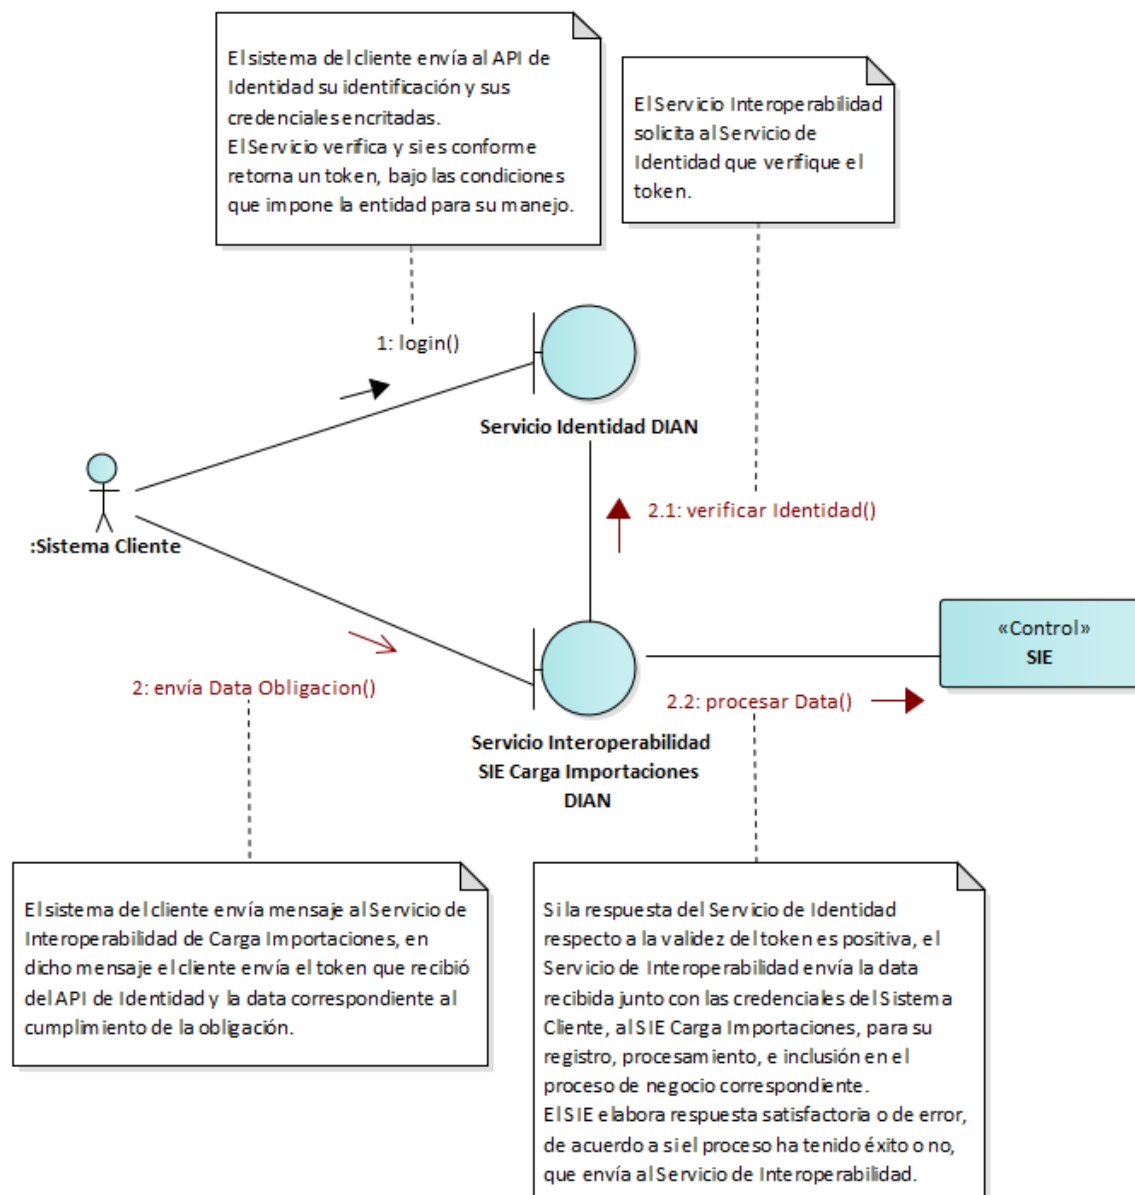 El sistema del cliente envía al API de
Identidad su identificación y sus
credenciales encritadas.
El Servicio verifica y si es conforme
retorna un token, bajo las condiciones
que impone la entidad para su manejo.
El Servicio Interoperabilidad
solicita al Servicio de
Identidad que verifique el
token.
1: login()
Servicio Identidad DIAN
2.1: verificar Identidad()
:Sistema Cliente
«Control»
SIE
2: envía Data Obligacion()
2.2: procesar Data()
Servicio Interoperabilidad
SIE Carga Importaciones
DIAN
El sistema del cliente envía mensaje al Servicio de
Interoperabilidad de Carga Importaciones, en
dicho mensaje el cliente envía el token que recibió
del API de Identidad y la data correspondiente al
cumplimiento de la obligación.
Si la respuesta del Servicio de Identidad
respecto a la validez del token es positiva, el
Servicio de Interoperabilidad envía la data
recibida junto con las credenciales del Sistema
Cliente, al SIE Carga Importaciones, para su
registro, procesamiento, e inclusión en el
proceso de negocio correspondiente.
El SIE elabora respuesta satisfactoria o de error,
de acuerdo a si el proceso ha tenido éxito o no,
que envía al Servicio de Interoperabilidad.